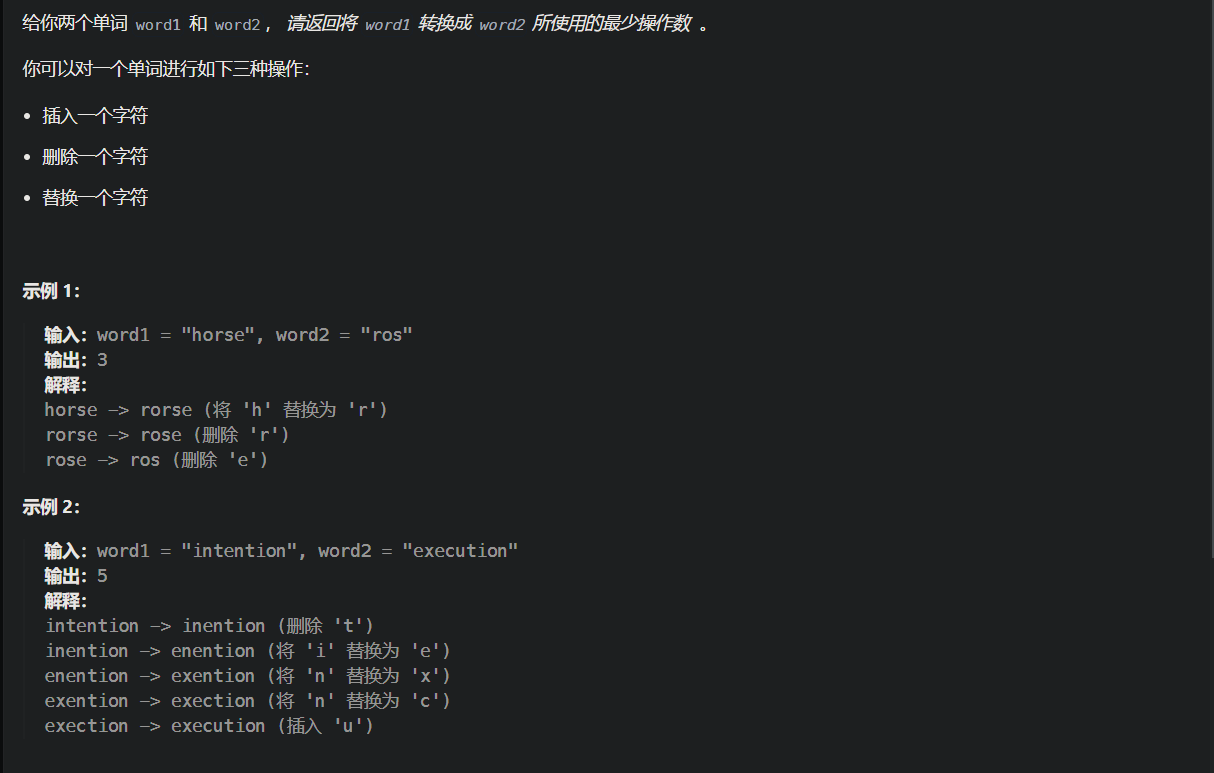 给你两个单词 word1 和 word2， 请返回将 word1 转换成 word2 所使用的最少操作数 。
你可以对一个单词进行如下三种操作：
• 插入一个字符
• 删除一个字符
• 替换一个字符
示例 1：
输入：word1 = "horse", word2 = "ros"
输出：3
解释：
horse -> rorse (将 'h' 替换为 'r')
rorse -> rose (删除 'r')
rose -> ros (删除 'e')
示例 2：
输入：word1 = "intention", word2 = "execution"
输出：5
解释：
intention -> inention (删除 't')
inention -> enention (将 'i' 替换为 'e')
enention -> exention (将 'n' 替换为 'x')
exention -> exection (将 'n' 替换为 'c')
exection -> execution (插入 'u')